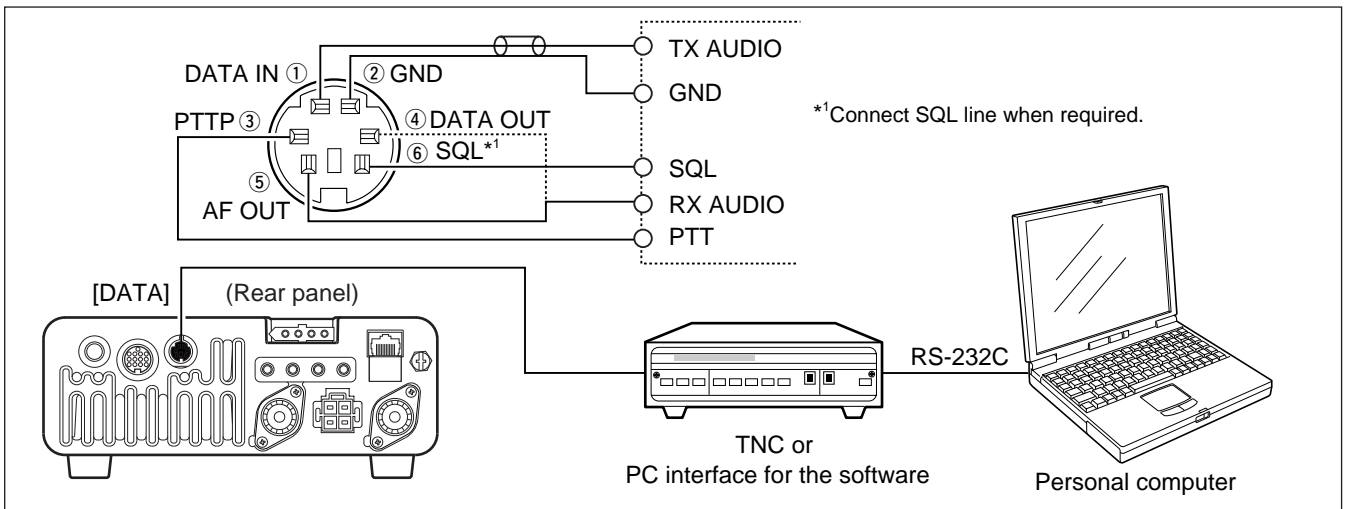 TX AUDIO
DATA IN ① ② GND
GND
*¹Connect SQL line when required.
PTTP ③ ④ DATA OUT
⑥ SQL*¹
SQL
⑤
AF OUT
RX AUDIO
PTT
[DATA] (Rear panel)
RS-232C
TNC or
PC interface for the software
Personal computer